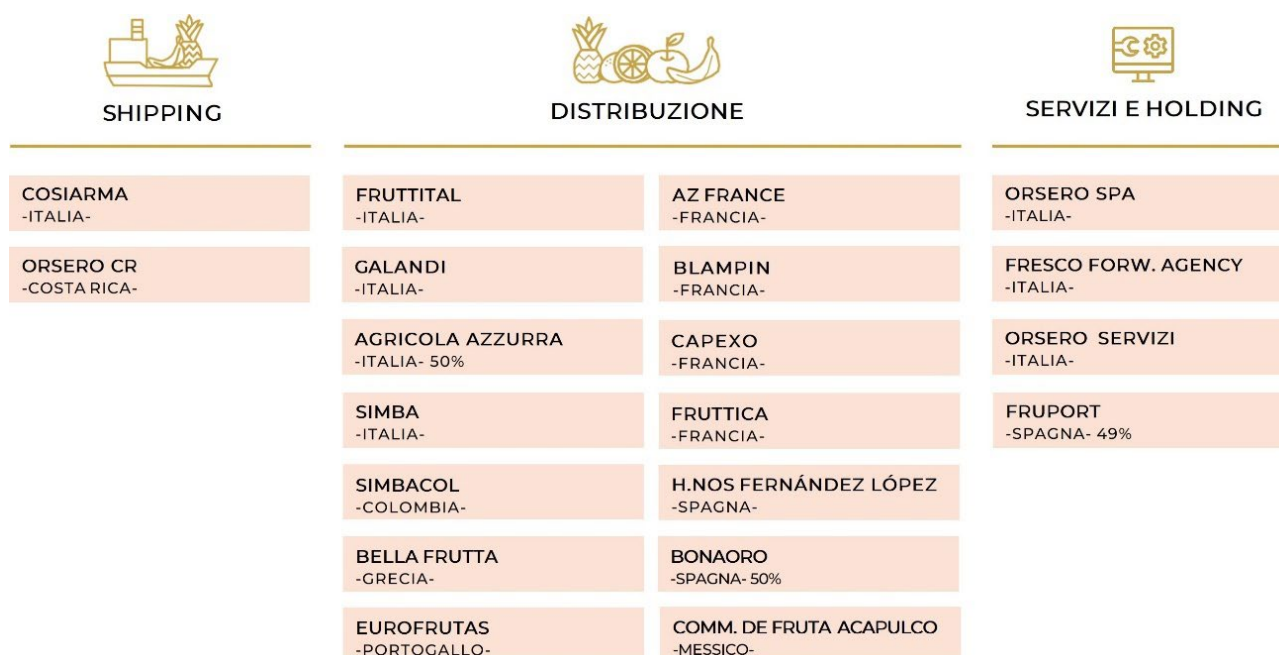 SHIPPING
COSIARMA
-ITALIA-
ORSERO CR
-COSTA RICA-
DISTRIBUZIONE
FRUTTITAL
-ITALIA-
GALANDI
-ITALIA-
AGRICOLA AZZURRA
-ITALIA- 50%
SIMBA
-ITALIA-
SIMBACOL
-COLOMBIA-
BELLA FRUTTA
-GRECIA-
EUROFRUTAS
-PORTOGALLO-
AZ FRANCE
-FRANCIA-
BLAMPIN
-FRANCIA-
CAPEXO
-FRANCIA-
FRUTTICA
-FRANCIA-
H.NOS FERNÁNDEZ LÓPEZ
-SPAGNA-
BONAORO
-SPAGNA- 50%
COMM. DE FRUTA ACAPULCO
-MESSICO-
SERVIZI E HOLDING
ORSERO SPA
-ITALIA-
FRESCO FORW. AGENCY
-ITALIA-
ORSERO SERVIZI
-ITALIA-
FRUPORT
-SPAGNA- 49%